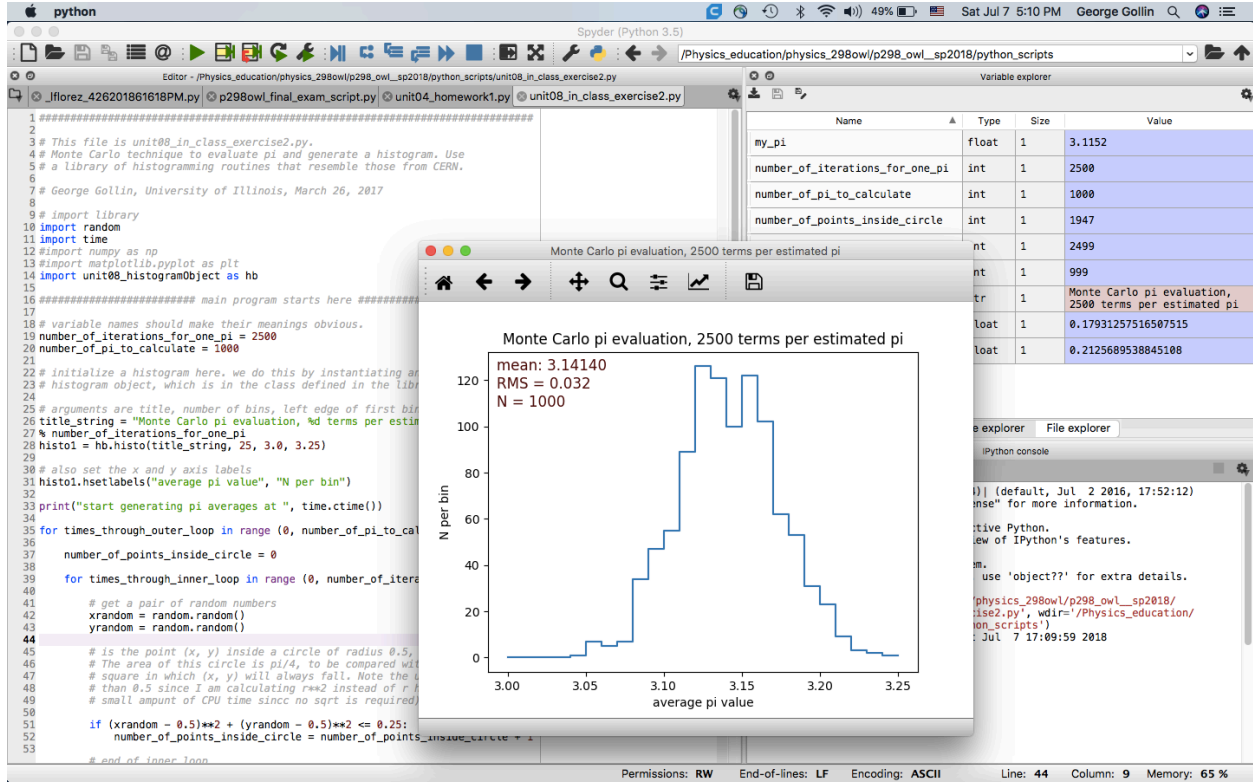 python
49%
Sat Jul 7 5:10 PM
George Gollin
Spyder (Python 3.5)
/Physics_education/physics_298owl/p298_owl__sp2018/python_scripts
Editor - /Physics_education/physics_298owl/p298_owl__sp2018/python_scripts/unit08_in_class_exercise2.py
_lflorez_426201861618PM.py
p298owl_final_exam_script.py
unit04_homework1.py
unit08_in_class_exercise2.py
1 ################################################################################
2
3 # This file is unit08_in_class_exercise2.py.
4 # Monte Carlo technique to evaluate pi and generate a histogram. Use
5 # a library of histogramming routines that resemble those from CERN.
6
7 # George Gollin, University of Illinois, March 26, 2017
8
9 # import library
10 import random
11 import time
12 #import numpy as np
13 #import matplotlib.pyplot as plt
14 import unit08_histogramObject as hb
15
16 ######################### main program starts here ##########
17
18 # variable names should make their meanings obvious.
19 number_of_iterations_for_one_pi = 2500
20 number_of_pi_to_calculate = 1000
21
22 # initialize a histogram here. we do this by instantiating an
23 # histogram object, which is in the class defined in the libr
24
25 # arguments are title, number of bins, left edge of first bin
26 title_string = "Monte Carlo pi evaluation, %d terms per estim
27 % number_of_iterations_for_one_pi
28 histo1 = hb.histo(title_string, 25, 3.0, 3.25)
29
30 # also set the x and y axis labels
31 histo1.hsetlabels("average pi value", "N per bin")
32
33 print("start generating pi averages at ", time.ctime())
34
35 for times_through_outer_loop in range (0, number_of_pi_to_cal
36
37 number_of_points_inside_circle = 0
38
39 for times_through_inner_loop in range (0, number_of_itera
40
41 # get a pair of random numbers
42 xrandom = random.random()
43 yrandom = random.random()
44
45 # is the point (x, y) inside a circle of radius 0.5,
46 # The area of this circle is pi/4, to be compared wit
47 # square in which (x, y) will always fall. Note the u
48 # than 0.5 since I am calculating r**2 instead of r h
49 # small ampunt of CPU time sincc no sqrt is required)
50
51 if (xrandom - 0.5)**2 + (yrandom - 0.5)**2 <= 0.25:
52 number_of_points_inside_circle = number_of_points_inside_circle + 1
53
# end of inner loop
Variable explorer
Name Type Size Value
my_pi float 1 3.1152
number_of_iterations_for_one_pi int 1 2500
number_of_pi_to_calculate int 1 1000
number_of_points_inside_circle int 1 1947
nt 1 2499
nt 1 999
tr 1 Monte Carlo pi evaluation,
2500 terms per estimated pi
loat 1 0.17931257516507515
loat 1 0.2125689538845108
e explorer
File explorer
IPython console
4)| (default, Jul 2 2016, 17:52:12)
ense" for more information.
ctive Python.
iew of IPython's features.
em.
use 'object??' for extra details.
/physics_298owl/p298_owl__sp2018/
cise2.py', wdir='/Physics_education/
hon_scripts')
Jul 7 17:09:59 2018
Monte Carlo pi evaluation, 2500 terms per estimated pi
Monte Carlo pi evaluation, 2500 terms per estimated pi
mean: 3.14140
RMS = 0.032
N = 1000
N per bin
120
100
80
60
40
20
0
3.00 3.05 3.10 3.15 3.20 3.25
average pi value
Permissions: RW End-of-lines: LF Encoding: ASCII Line: 44 Column: 9 Memory: 65 %